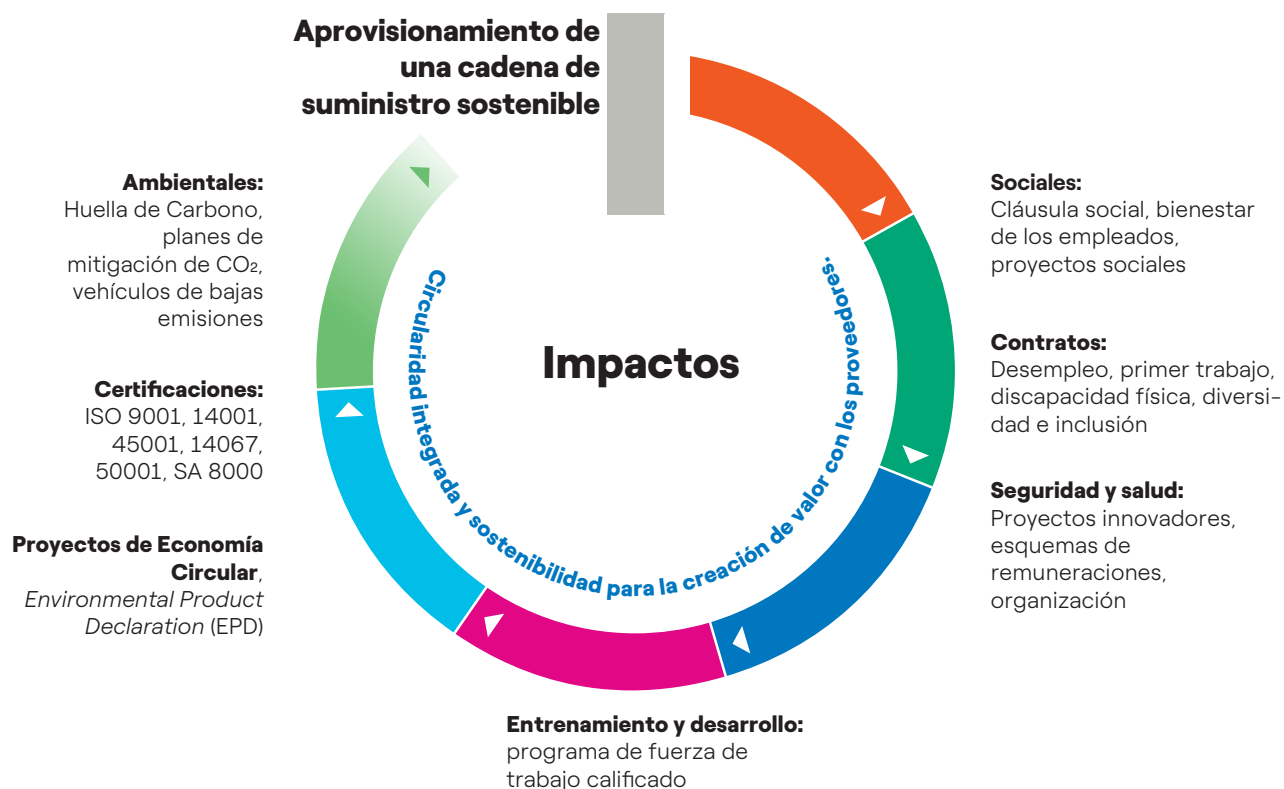 Aprovisionamiento de
una cadena de
suministro sostenible
Sociales:
Cláusula social, bienestar
de los empleados,
proyectos sociales
Contratos:
Desempleo, primer trabajo,
discapacidad física, diversi-
dad e inclusión
Seguridad y salud:
Proyectos innovadores,
esquemas de
remuneraciones,
organización
Entrenamiento y desarrollo:
programa de fuerza de
trabajo calificado
Proyectos de Economía
Circular,
Environmental Product
Declaration (EPD)
Certificaciones:
ISO 9001, 14001,
45001, 14067,
50001, SA 8000
Ambientales:
Huella de Carbono,
planes de
mitigación de CO₂,
vehículos de bajas
emisiones
Impactos
Circularidad integrada y sostenibilidad para la creación de valor con los proveedores.